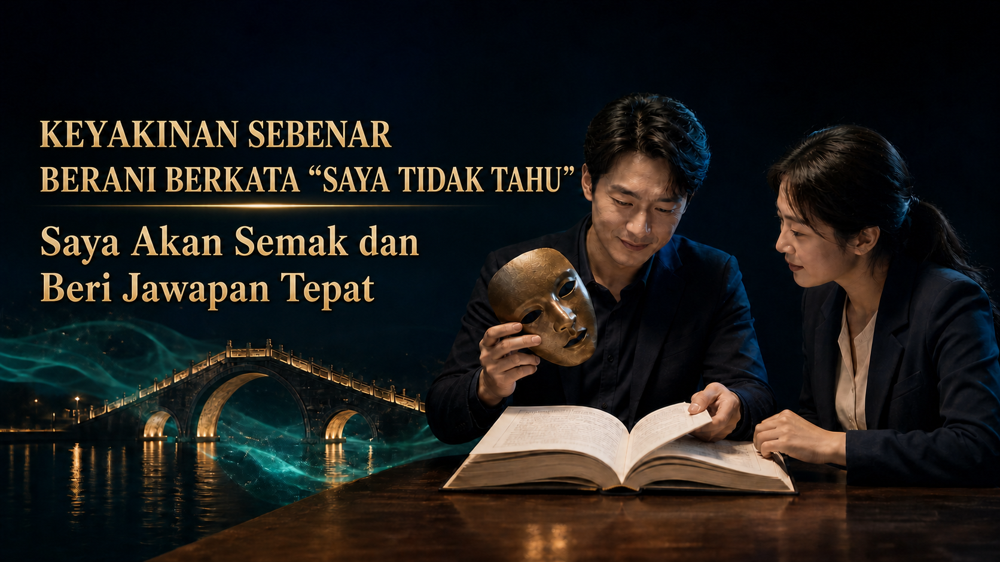 KEYAKINAN SEBENAR
BERANI BERKATA “SAYA TIDAK TAHU”
Saya Akan Semak dan
Beri Jawapan Tepat